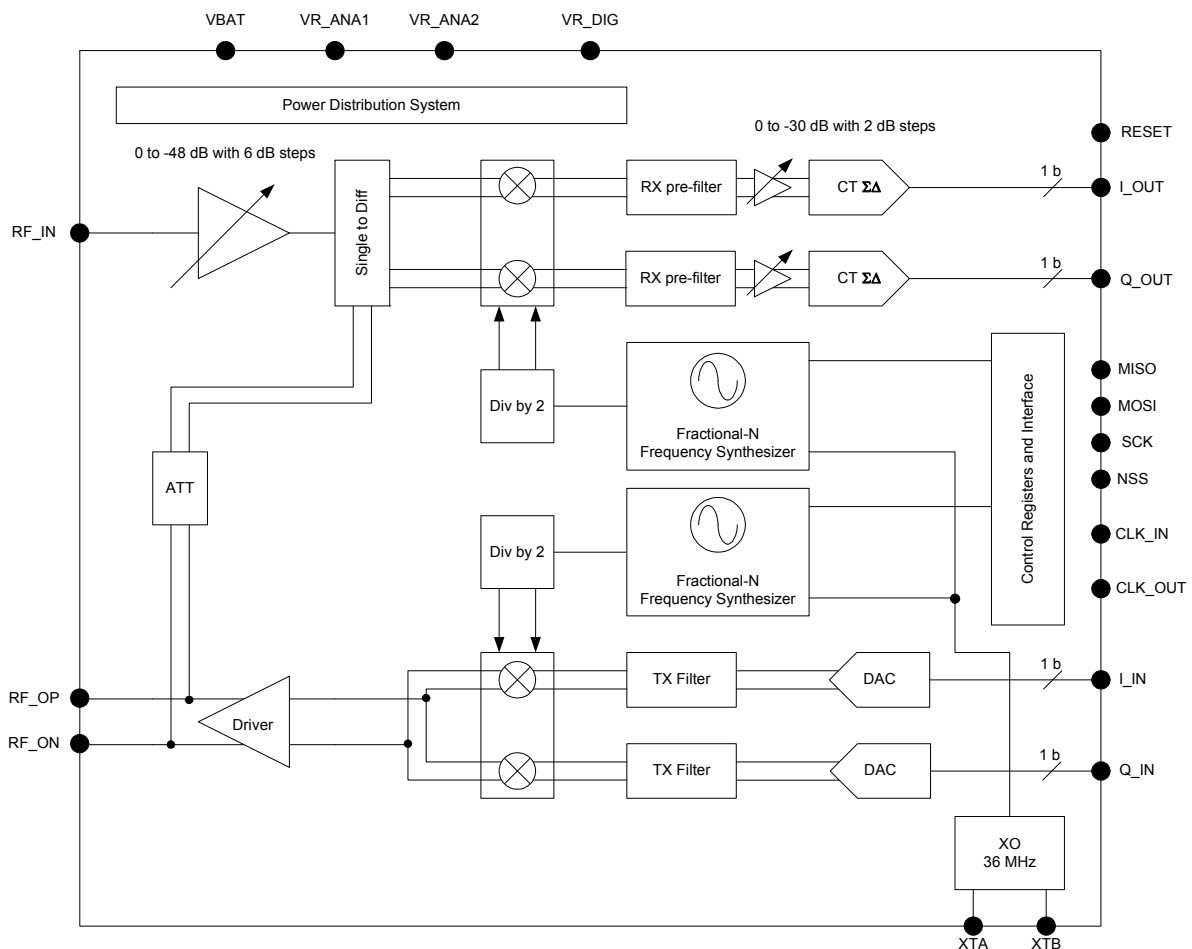 VBAT
VR_ANA1
VR_ANA2
VR_DIG
Power Distribution System
0 to -48 dB with 6 dB steps
0 to -30 dB with 2 dB steps
RESET
RF_IN
Single to Diff
RX pre-filter
CT ΣΔ
1 b
I_OUT
RX pre-filter
CT ΣΔ
1 b
Q_OUT
Div by 2
Fractional-N
Frequency Synthesizer
Control Registers and Interface
MISO
MOSI
SCK
NSS
ATT
Div by 2
Fractional-N
Frequency Synthesizer
CLK_IN
CLK_OUT
RF_OP
RF_ON
Driver
TX Filter
DAC
1 b
I_IN
TX Filter
DAC
1 b
Q_IN
XO
36 MHz
XTA
XTB